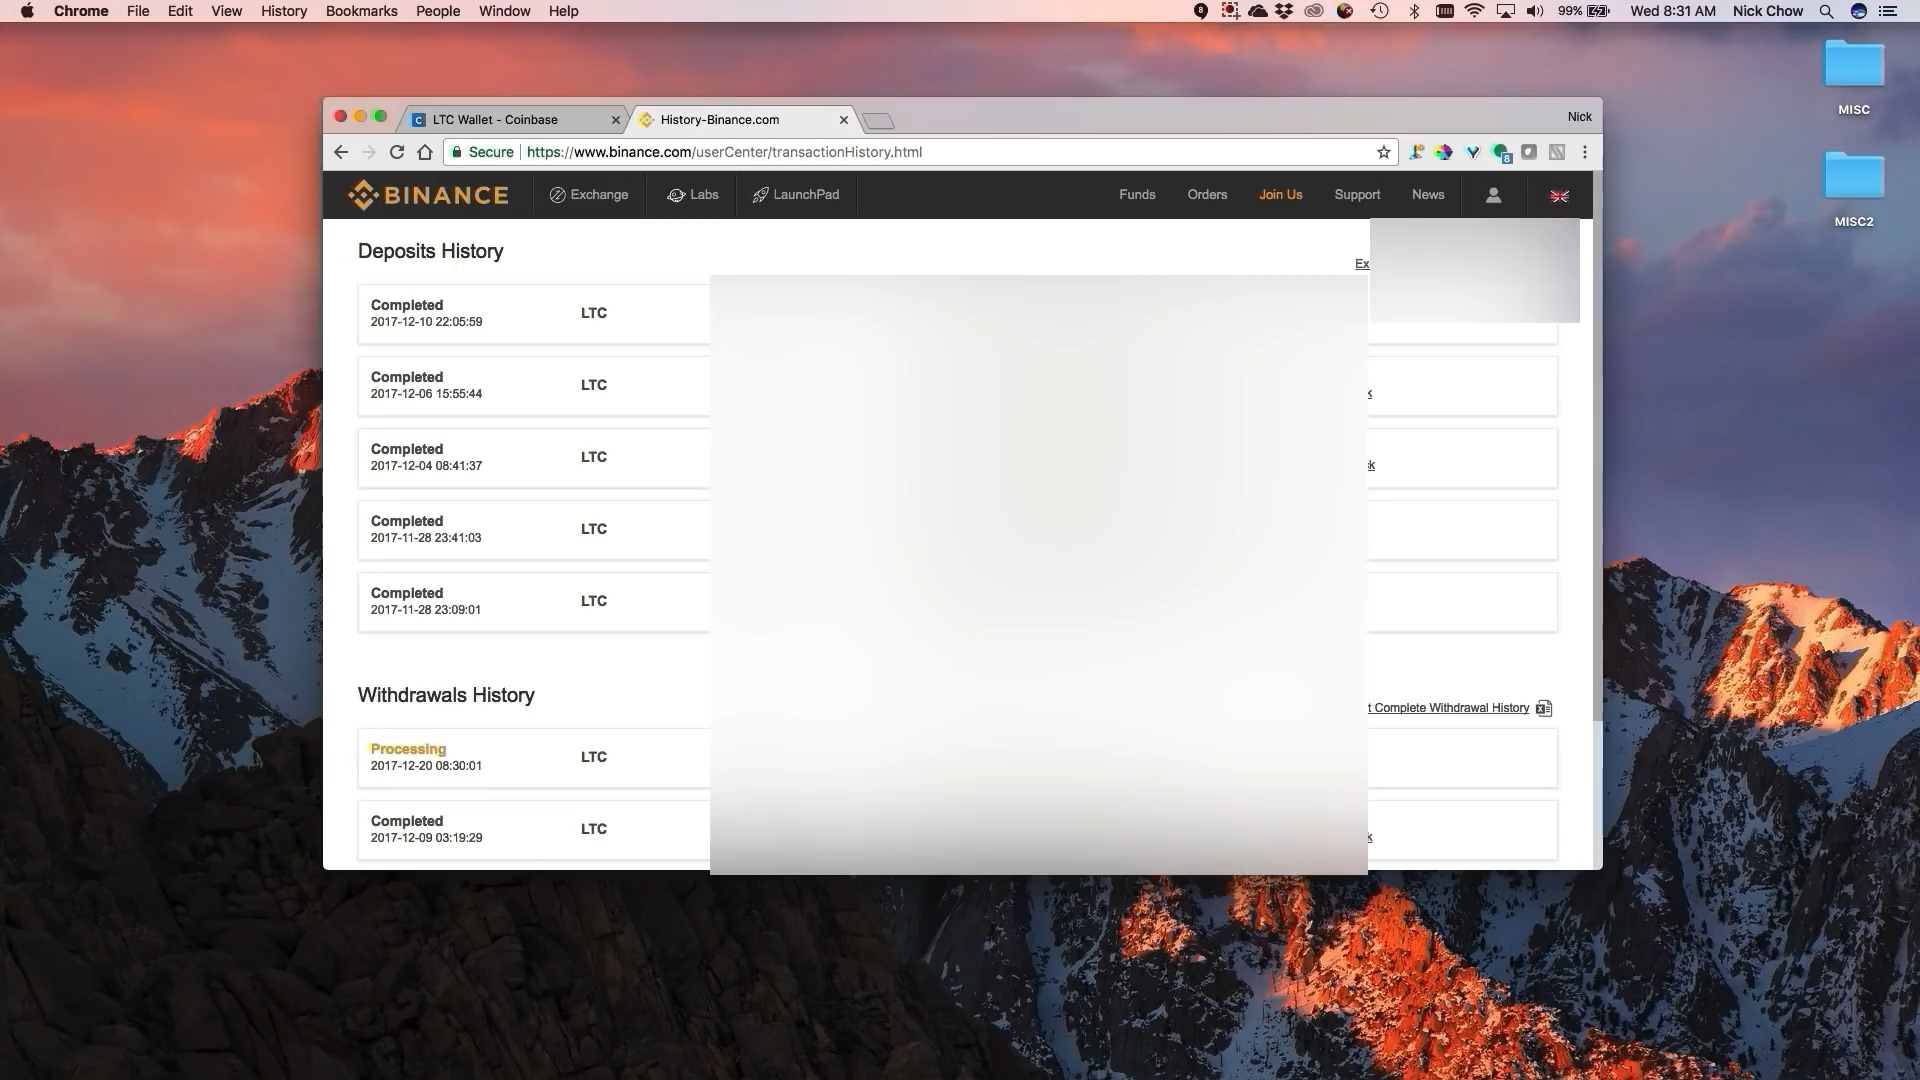 Chrome File Edit View History Bookmarks People Window Help 99% Wed 8:31 AM Nick Chow
MISC
MISC2
LTC Wallet - Coinbase History-Binance.com Nick
Secure https://www.binance.com/userCenter/transactionHistory.html 8
BINANCE Exchange Labs LaunchPad Funds Orders Join Us Support News
Deposits History
Ex
Completed
2017-12-10 22:05:59
LTC
Completed
2017-12-06 15:55:44
LTC
k
Completed
2017-12-04 08:41:37
LTC
k
Completed
2017-11-28 23:41:03
LTC
Completed
2017-11-28 23:09:01
LTC
Withdrawals History
t Complete Withdrawal History
Processing
2017-12-20 08:30:01
LTC
Completed
2017-12-09 03:19:29
LTC
k